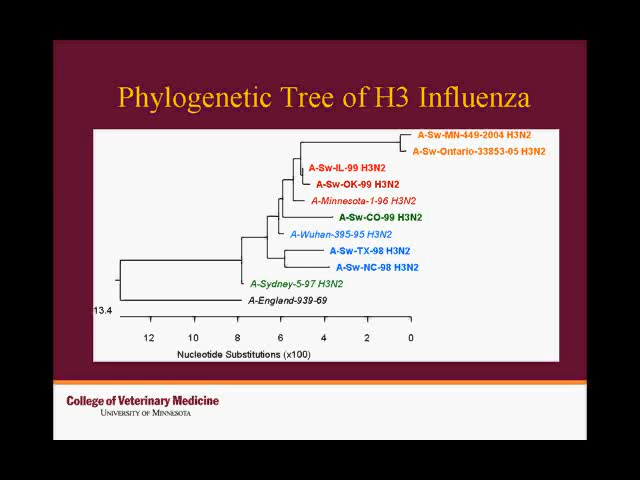 Phylogenetic Tree of H3 Influenza
A-Sw-MN-449-2004 H3N2
A-Sw-Ontario-33853-05 H3N2
A-Sw-IL-99 H3N2
A-Sw-OK-99 H3N2
A-Minnesota-1-96 H3N2
A-Sw-CO-99 H3N2
A-Wuhan-395-95 H3N2
A-Sw-TX-98 H3N2
A-Sw-NC-98 H3N2
A-Sydney-5-97 H3N2
A-England-939-69
13.4
12 10 8 6 4 2 0
Nucleotide Substitutions (x100)
College of Veterinary Medicine
UNIVERSITY OF MINNESOTA